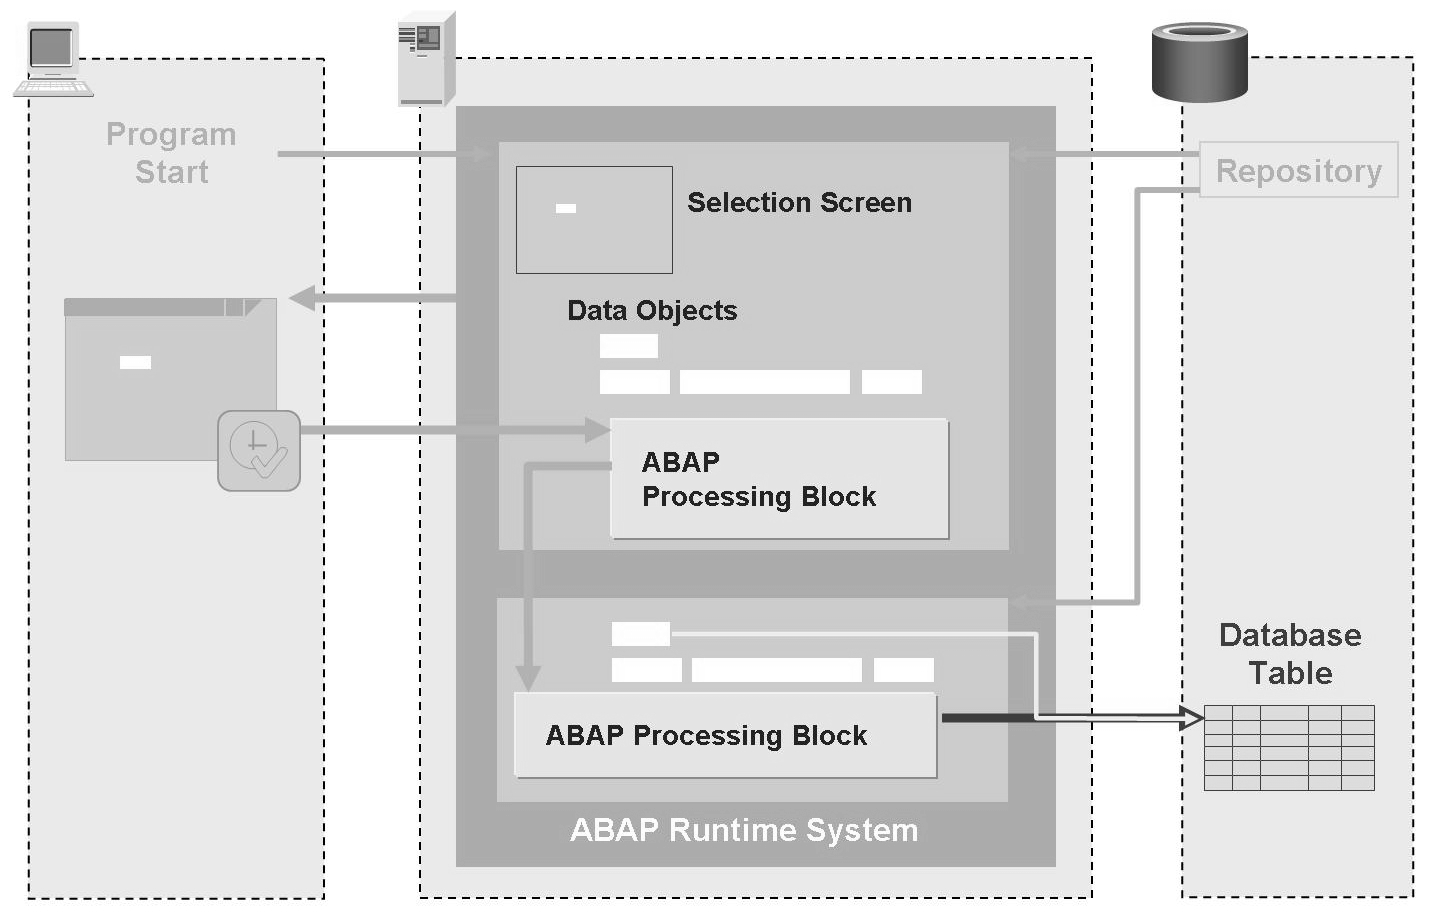 Program
Start
Selection Screen
Repository
Data Objects
ABAP
Processing Block
Database
Table
ABAP Processing Block
ABAP Runtime System